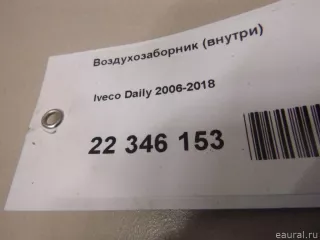 Воздухозаборник (внутри)
Iveco Daily 2006-2018
22 346 153
eaural.ru